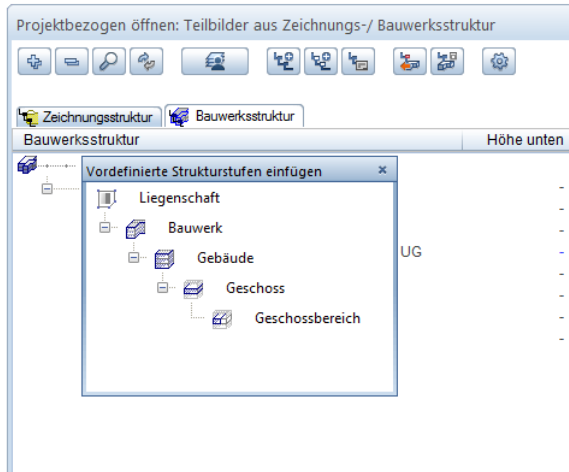 Projektbezogen öffnen: Teilbilder aus Zeichnungs-/ Bauwerksstruktur
Zeichnungsstruktur Bauwerksstruktur
Bauwerksstruktur Höhe unten
Vordefinierte Strukturstufen einfügen ×
Liegenschaft
-
Bauwerk
-
-
Gebäude
UG -
Geschoss
-
-
Geschossbereich
-
-